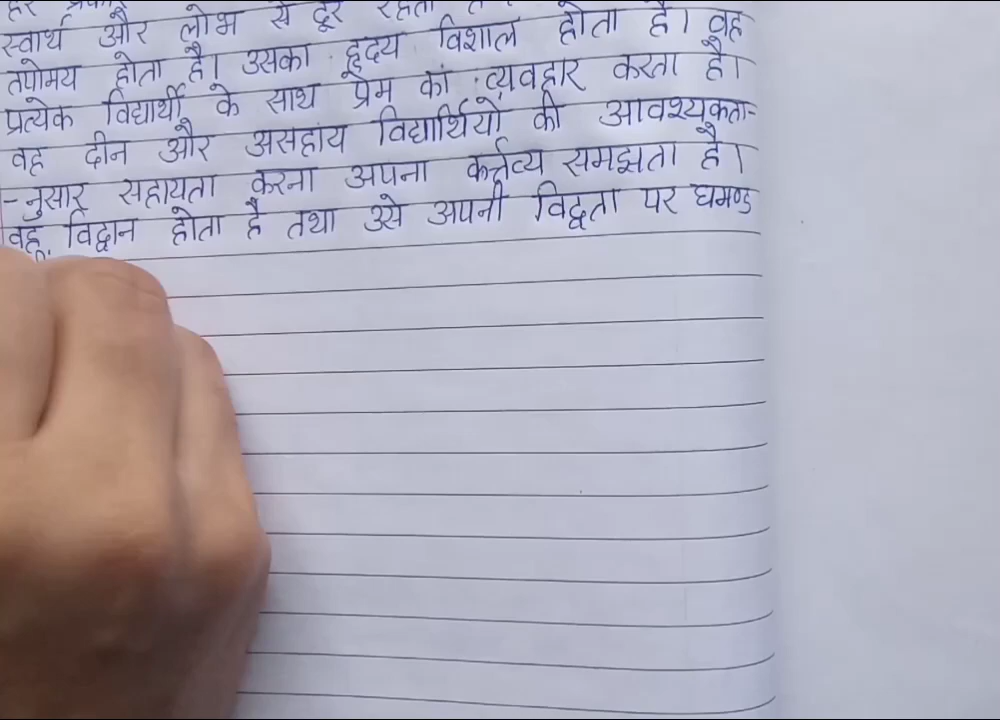 स्वार्थ और लोभ से दूर रहता
तपोमय होता है। उसका हृदय विशाल होता है। वह
प्रत्येक विद्यार्थी के साथ प्रेम का व्यवहार करता है।
वह दीन और असहाय विद्यार्थियों की आवश्यकता-
-नुसार सहायता करना अपना कर्त्तव्य समझता है।
वह विद्वान होता है तथा उसे अपनी विद्वता पर घमण्ड